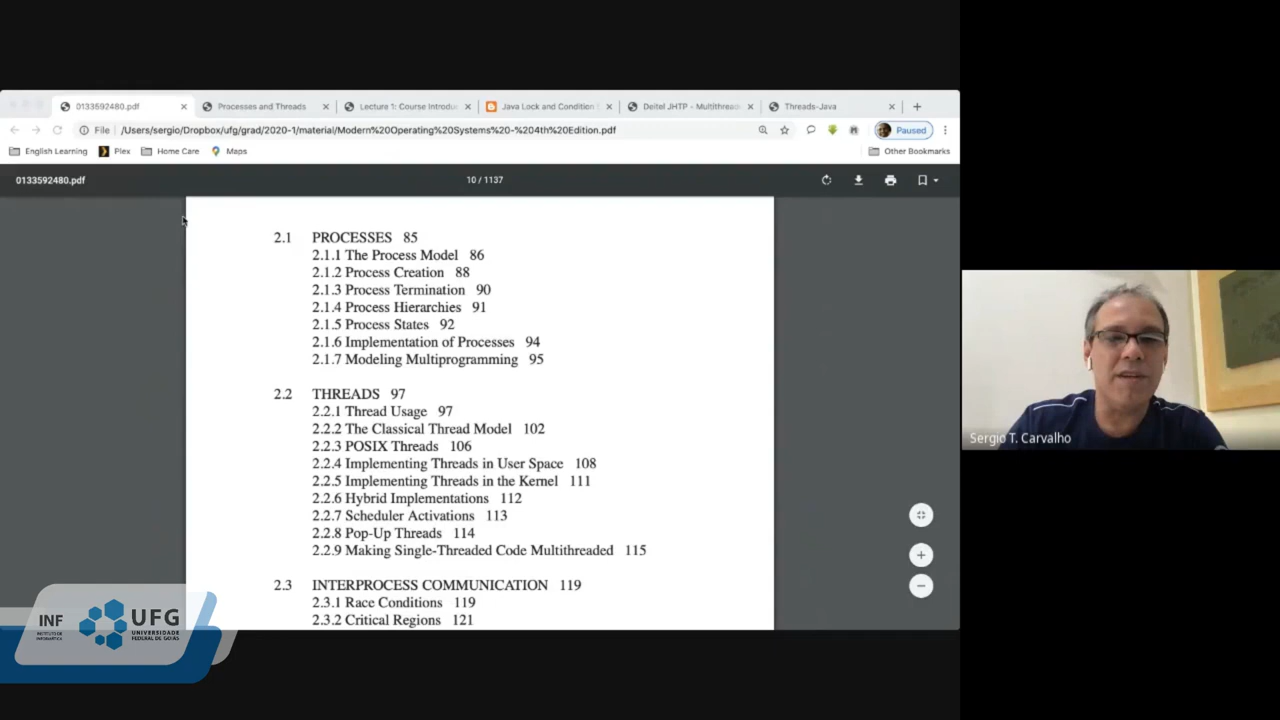 0133592480.pdf
Processes and Threads
Lecture 1: Course Introduc
Java Lock and Condition
Deitel JHTP - Multithread
Threads-Java
File
/Users/sergio/Dropbox/ufg/grad/2020-1/material/Modern%20Operating%20Systems%20-%204th%20Edition.pdf
Paused
English Learning
Plex
Home Care
Maps
Other Bookmarks
0133592480.pdf
10 / 1137
2.1 PROCESSES 85
2.1.1 The Process Model 86
2.1.2 Process Creation 88
2.1.3 Process Termination 90
2.1.4 Process Hierarchies 91
2.1.5 Process States 92
2.1.6 Implementation of Processes 94
2.1.7 Modeling Multiprogramming 95
2.2 THREADS 97
2.2.1 Thread Usage 97
2.2.2 The Classical Thread Model 102
2.2.3 POSIX Threads 106
2.2.4 Implementing Threads in User Space 108
2.2.5 Implementing Threads in the Kernel 111
2.2.6 Hybrid Implementations 112
2.2.7 Scheduler Activations 113
2.2.8 Pop-Up Threads 114
2.2.9 Making Single-Threaded Code Multithreaded 115
2.3 INTERPROCESS COMMUNICATION 119
2.3.1 Race Conditions 119
2.3.2 Critical Regions 121
Sergio T. Carvalho
INF
INSTITUTO DE
INFORMÁTICA
UFG
UNIVERSIDADE
FEDERAL DE GOIÁS